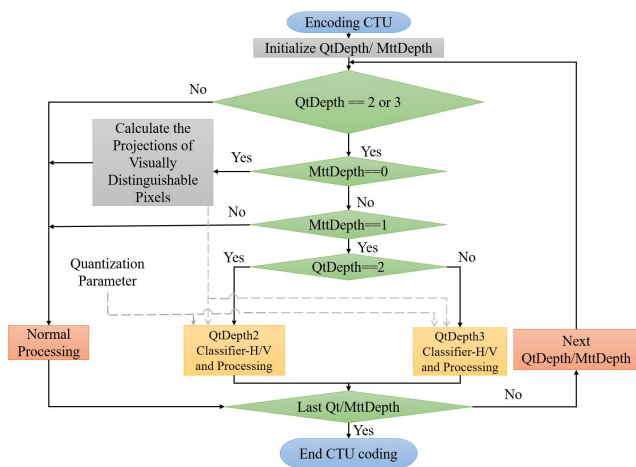 Encoding CTU
Initialize QtDepth/ MttDepth
No
QtDepth == 2 or 3
Calculate the
Projections of
Visually
Distinguishable
Pixels
Yes
Yes
MttDepth==0
No
No
MttDepth==1
Yes
Yes
No
QtDepth==2
Quantization
Parameter
Normal
Processing
QtDepth2
Classifier-H/V
and Processing
QtDepth3
Classifier-H/V
and Processing
Next
QtDepth/MttDepth
Last Qt/MttDepth
No
Yes
End CTU coding